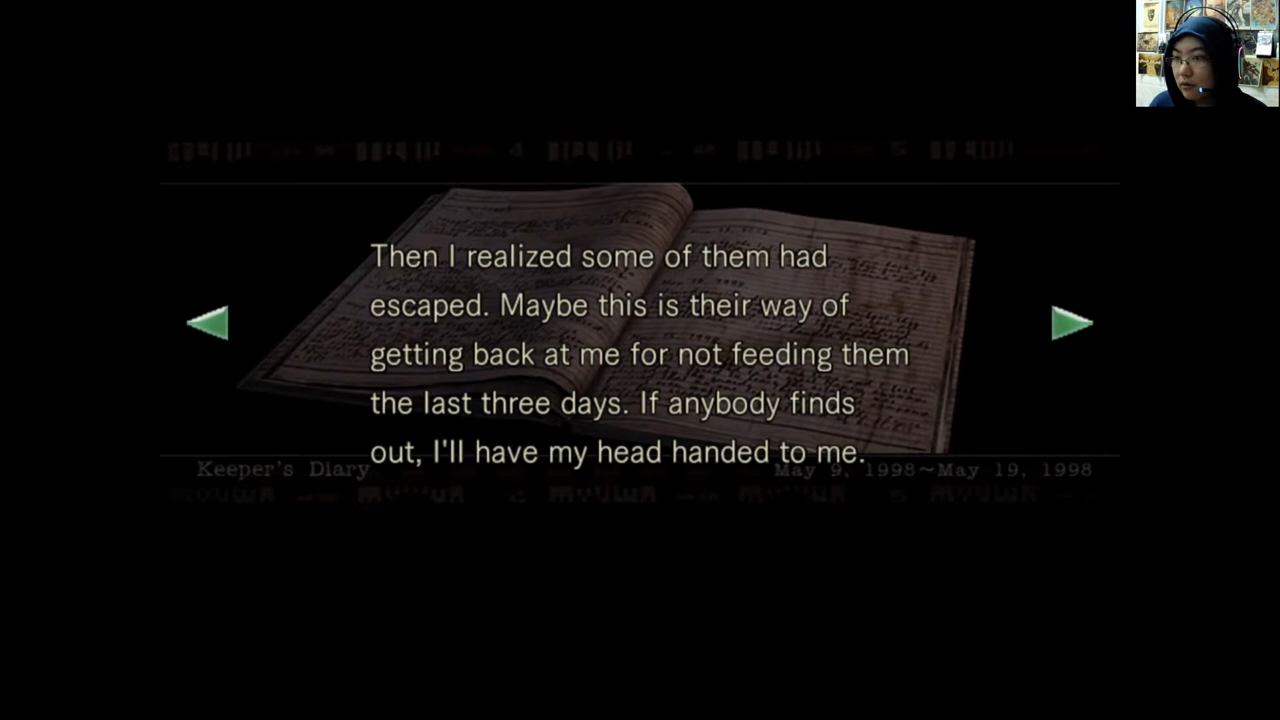 Then I realized some of them had
escaped. Maybe this is their way of
getting back at me for not feeding them
the last three days. If anybody finds
out, I'll have my head handed to me.
Keeper's Diary
May 9, 1998~May 19, 1998